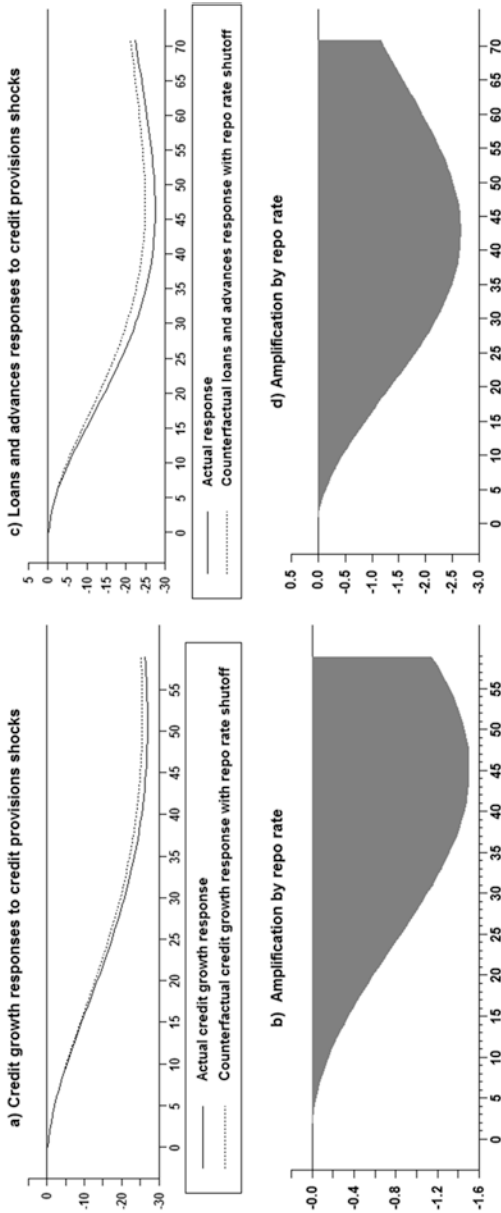 a) Credit growth responses to credit provisions shocks
0
-10
-20
-30
0 5 10 15 20 25 30 35 40 45 50 55
Actual credit growth response
Counterfactual credit growth response with repo rate shutoff
c) Loans and advances responses to credit provisions shocks
5
0
-5
-10
-15
-20
-25
-30
0 5 10 15 20 25 30 35 40 45 50 55 60 65 70
Actual response
Counterfactual loans and advances response with repo rate shutoff
b) Amplification by repo rate
-0.0
-0.4
-0.8
-1.2
-1.6
0 5 10 15 20 25 30 35 40 45 50 55
d) Amplification by repo rate
0.5
0.0
-0.5
-1.0
-1.5
-2.0
-2.5
-3.0
0 5 10 15 20 25 30 35 40 45 50 55 60 65 70